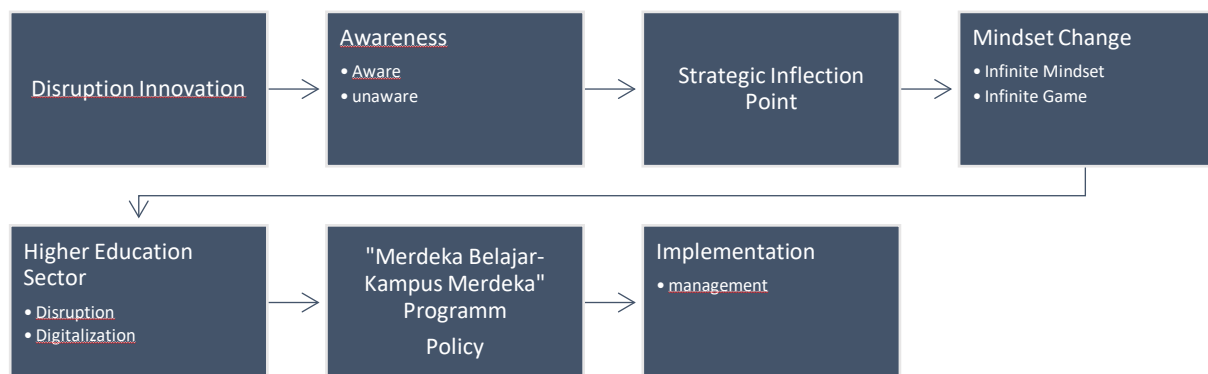 Disruption Innovation
Awareness
• Aware
• unaware
Strategic Inflection
Point
Mindset Change
• Infinite Mindset
• Infinite Game
Higher Education
Sector
• Disruption
• Digitalization
"Merdeka Belajar-
Kampus Merdeka"
Programm
Policy
Implementation
• management